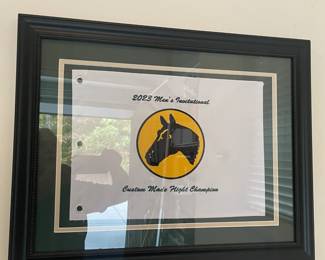 2023 Men's Invitational
Custom Men's Flight Champion